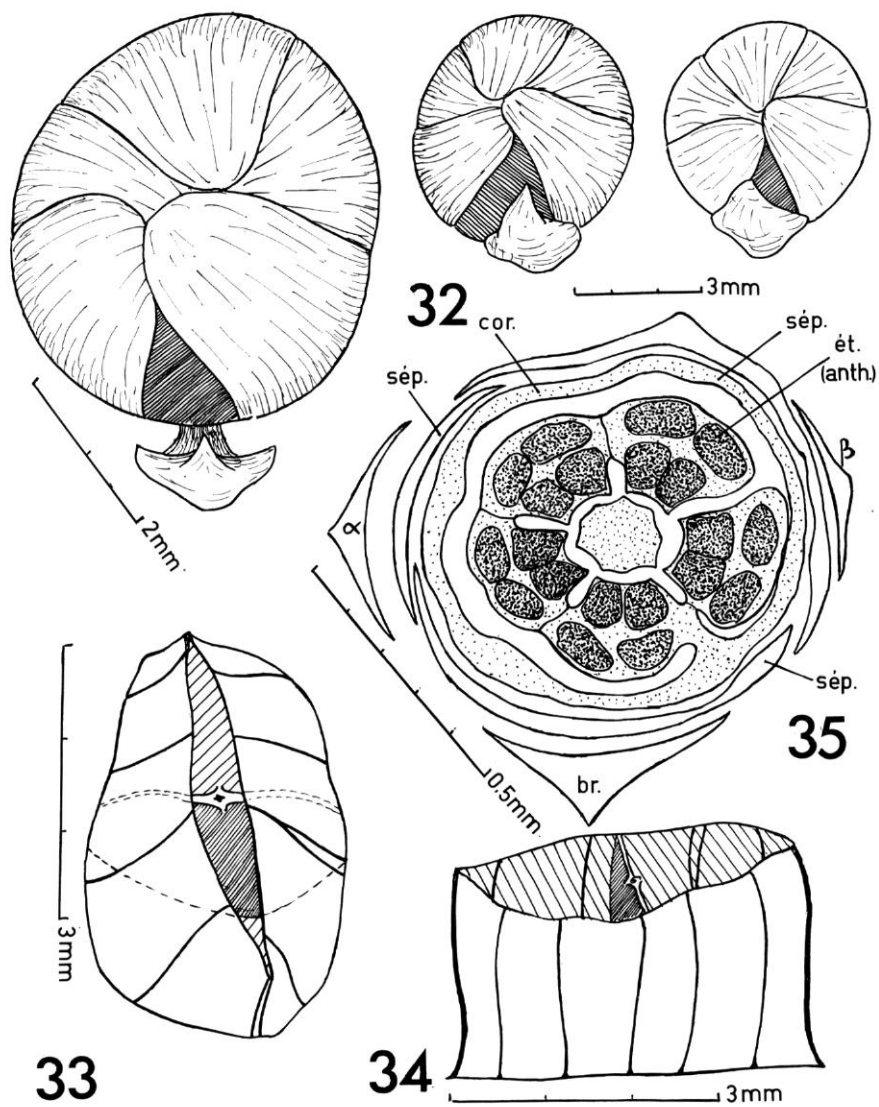 32
3mm
cor.
sép.
sép.
ét.
(anth.)
β
α
2mm
sép.
35
br.
0.5mm
3mm
33
34
3mm